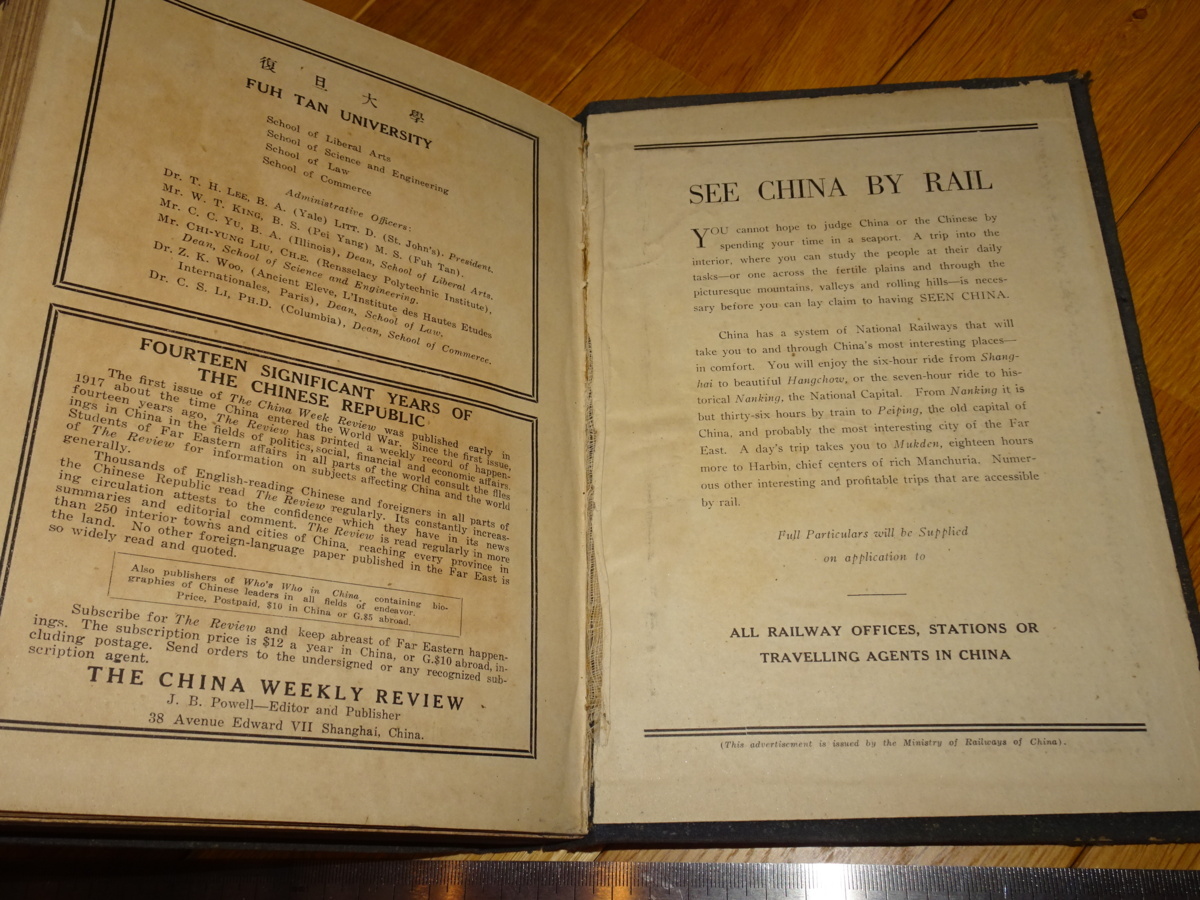 復旦大學
FUH TAN UNIVERSITY
School of Liberal Arts
School of Science and Engineering
School of Law
School of Commerce
Administrative Officers:
Dr. T. H. LEE, B. A. (Yale) LITT. D. (St. John's). President.
Mr. W. T. KING, B. S. (Pei Yang) M. S. (Fuh Tan).
Mr. C. C. YU, B. A. (Illinois), Dean, School of Liberal Arts.
Mr. CHI-YUNG LIU, CH.E. (Rensselacy Polytechnic Institute),
Dean, School of Science and Engineering.
Dr. Z. K. WOO, (Ancient Eleve, L'Institute des Hautes Etudes
Internationales, Paris), Dean, School of Law.
Dr. C. S. LI, PH.D. (Columbia), Dean, School of Commerce.
FOURTEEN SIGNIFICANT YEARS OF
THE CHINESE REPUBLIC
The first issue of The China Week Review was published early in
1917 about the time China entered the World War. Since the first issue,
fourteen years ago, The Review has printed a weekly record of happen-
ings in China in the fields of politics, social, financial and economic affairs.
Students of Far Eastern affairs in all parts of the world consult the files
of The Review for information on subjects affecting China and the world
generally.
Thousands of English-reading Chinese and foreigners in all parts of
the Chinese Republic read The Review regularly. Its constantly increas-
ing circulation attests to the confidence which they have in its news
summaries and editorial comment. The Review is read regularly in more
than 250 interior towns and cities of China, reaching every province in
the land. No other foreign-language paper published in the Far East is
so widely read and quoted.
Also publishers of Who's Who in China, containing bio-
graphies of Chinese leaders in all fields of endeavor.
Price, Postpaid, $10 in China or G.$5 abroad.
Subscribe for The Review and keep abreast of Far Eastern happen-
ings. The subscription price is $12 a year in China, or G.$10 abroad, in-
cluding postage. Send orders to the undersigned or any recognized sub-
scription agent.
THE CHINA WEEKLY REVIEW
J. B. Powell—Editor and Publisher
38 Avenue Edward VII Shanghai, China.
SEE CHINA BY RAIL
YOU cannot hope to judge China or the Chinese by
spending your time in a seaport. A trip into the
interior, where you can study the people at their daily
tasks—or one across the fertile plains and through the
picturesque mountains, valleys and rolling hills—is neces-
sary before you can lay claim to having SEEN CHINA.
China has a system of National Railways that will
take you to and through China's most interesting places—
in comfort. You will enjoy the six-hour ride from Shang-
hai to beautiful Hangchow, or the seven-hour ride to his-
torical Nanking, the National Capital. From Nanking it is
but thirty-six hours by train to Peiping, the old capital of
China, and probably the most interesting city of the Far
East. A day's trip takes you to Mukden, eighteen hours
more to Harbin, chief centers of rich Manchuria. Numer-
ous other interesting and profitable trips that are accessible
by rail.
Full Particulars will be Supplied
on application to
ALL RAILWAY OFFICES, STATIONS OR
TRAVELLING AGENTS IN CHINA
(This advertisement is issued by the Ministry of Railways of China).